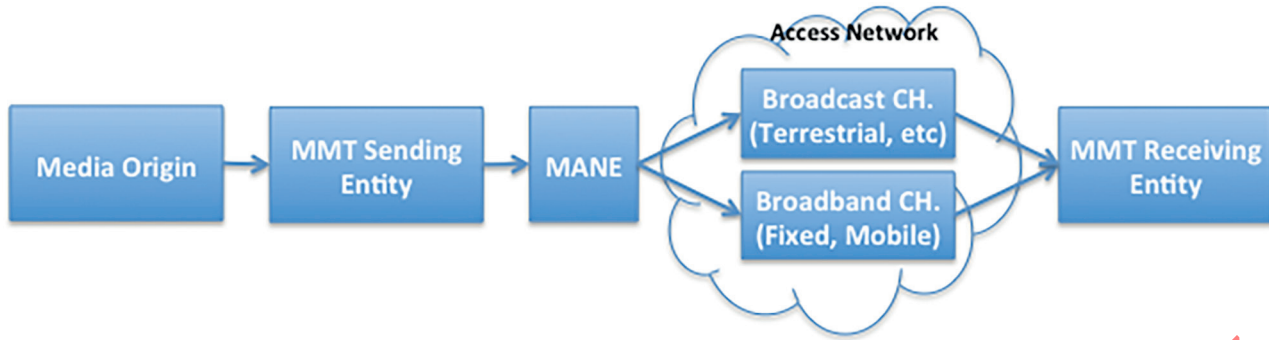 Access Network
Media Origin
MMT Sending
Entity
MANE
Broadcast CH.
(Terrestrial, etc)
Broadband CH.
(Fixed, Mobile)
MMT Receiving
Entity